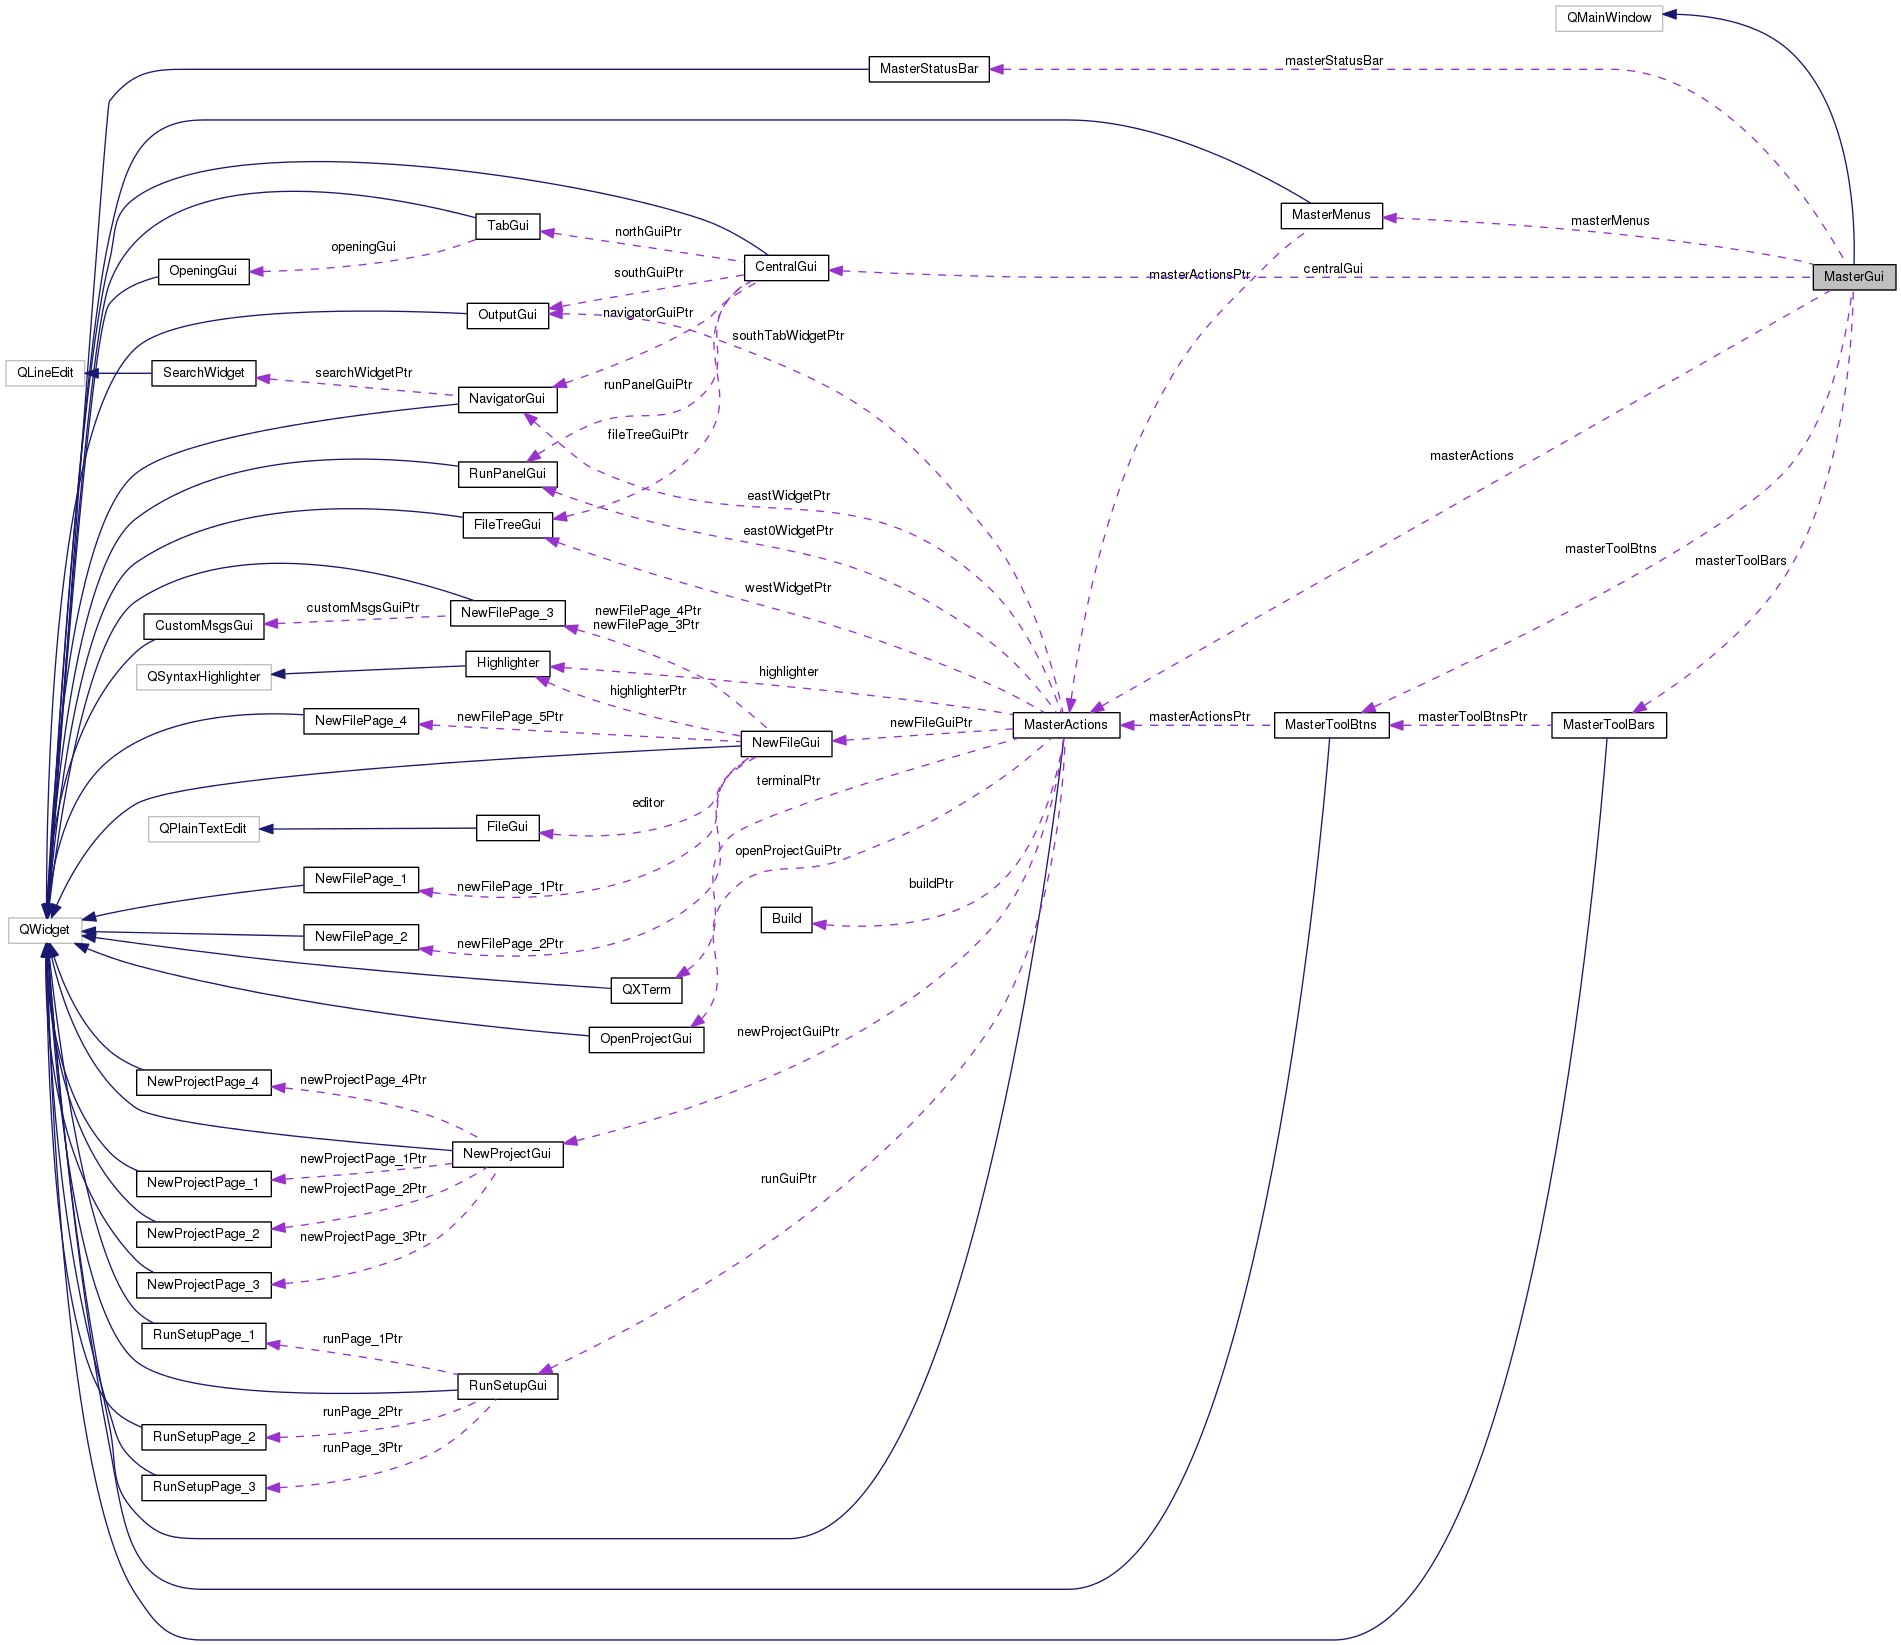 QMainWindow
masterStatusBar
MasterStatusBar
MasterMenus
masterMenus
TabGui
northGuiPtr
openingGui
OpeningGui
CentralGui
southGuiPtr
masterActionsPtr
centralGui
MasterGui
OutputGui
navigatorGuiPtr
southTabWidgetPtr
QLineEdit
SearchWidget
searchWidgetPtr
runPanelGuiPtr
NavigatorGui
fileTreeGuiPtr
masterActions
RunPanelGui
eastWidgetPtr
FileTreeGui
east0WidgetPtr
masterToolBtns
masterToolBars
westWidgetPtr
customMsgsGuiPtr
NewFilePage_3
newFilePage_4Ptr
newFilePage_3Ptr
CustomMsgsGui
Highlighter
QSyntaxHighlighter
highlighter
highlighterPtr
NewFilePage_4
newFilePage_5Ptr
newFileGuiPtr
MasterActions
masterActionsPtr
MasterToolBtns
masterToolBtnsPtr
MasterToolBars
NewFileGui
terminalPtr
editor
QPlainTextEdit
FileGui
openProjectGuiPtr
NewFilePage_1
newFilePage_1Ptr
buildPtr
Build
QWidget
NewFilePage_2
newFilePage_2Ptr
QXTerm
OpenProjectGui
newProjectGuiPtr
NewProjectPage_4
newProjectPage_4Ptr
NewProjectGui
newProjectPage_1Ptr
NewProjectPage_1
newProjectPage_2Ptr
runGuiPtr
NewProjectPage_2
newProjectPage_3Ptr
NewProjectPage_3
RunSetupPage_1
runPage_1Ptr
RunSetupGui
runPage_2Ptr
RunSetupPage_2
runPage_3Ptr
RunSetupPage_3